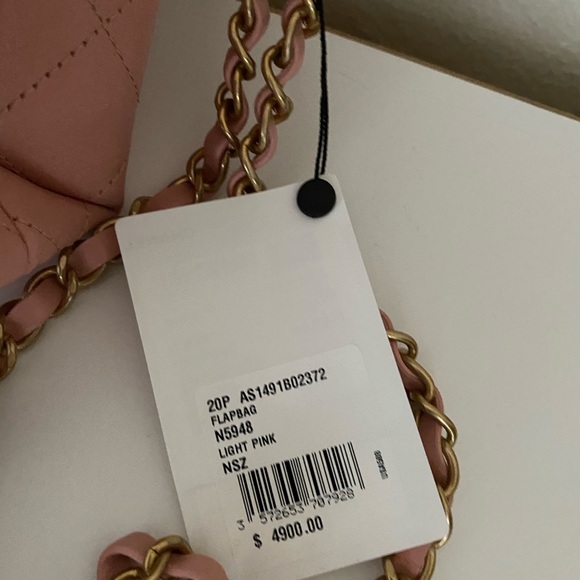 20P AS1491B02372
FLAPBAG
N5948
LIGHT PINK
NSZ
3 572653 707928
$ 4900.00